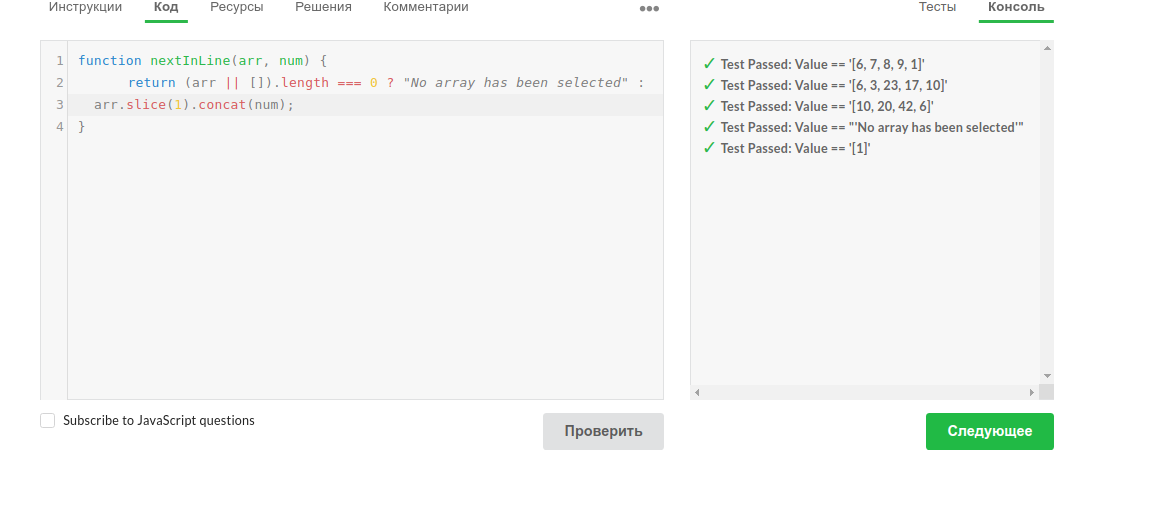 Инструкции Код Ресурсы Решения Комментарии ••• Тесты Консоль
1 function nextInLine(arr, num) {
2 return (arr || []).length === 0 ? "No array has been selected" :
3 arr.slice(1).concat(num);
4 }
✓ Test Passed: Value == '[6, 7, 8, 9, 1]'
✓ Test Passed: Value == '[6, 3, 23, 17, 10]'
✓ Test Passed: Value == '[10, 20, 42, 6]'
✓ Test Passed: Value == "'No array has been selected'"
✓ Test Passed: Value == '[1]'
Subscribe to JavaScript questions
Проверить
Следующее